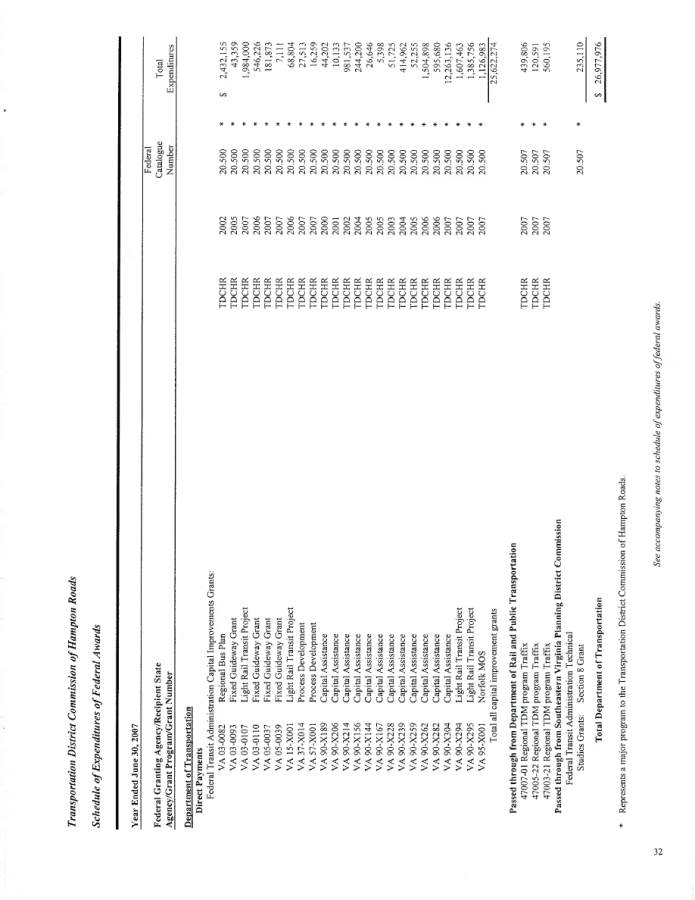 Transportation District Commission of Hampton Roads
Schedule of Expenditures of Federal Awards
Year Ended June 30, 2007
Federal
Federal Granting Agency/Recipient State Catalogue Total
Agency/Grant Program/Grant Number Number Expenditures
Department of Transportation
Direct Payments
Federal Transit Administration Capital Improvements Grants:
VA 03-0082 Regional Bus Plan TDCHR 2002 20.500 * $ 2,432,155
VA 03-0093 Fixed Guideway Grant TDCHR 2005 20.500 * 43,359
VA 03-0107 Light Rail Transit Project TDCHR 2007 20.500 * 1,984,000
VA 03-0110 Fixed Guideway Grant TDCHR 2006 20.500 * 546,226
VA 05-0037 Fixed Guideway Grant TDCHR 2007 20.500 * 181,873
VA 05-0039 Fixed Guideway Grant TDCHR 2007 20.500 * 7,111
VA 15-X001 Light Rail Transit Project TDCHR 2006 20.500 * 68,804
VA 37-X014 Process Development TDCHR 2007 20.500 * 27,513
VA 57-X001 Process Development TDCHR 2007 20.500 * 16,259
VA 90-X189 Capital Assistance TDCHR 2000 20.500 * 44,202
VA 90-X206 Capital Assistance TDCHR 2001 20.500 * 10,133
VA 90-X214 Capital Assistance TDCHR 2002 20.500 * 981,537
VA 90-X156 Capital Assistance TDCHR 2004 20.500 * 244,200
VA 90-X144 Capital Assistance TDCHR 2005 20.500 * 26,646
VA 90-X167 Capital Assistance TDCHR 2005 20.500 * 5,398
VA 90-X228 Capital Assistance TDCHR 2003 20.500 * 51,725
VA 90-X239 Capital Assistance TDCHR 2004 20.500 * 414,962
VA 90-X259 Capital Assistance TDCHR 2005 20.500 * 52,255
VA 90-X262 Capital Assistance TDCHR 2006 20.500 * 1,504,898
VA 90-X282 Capital Assistance TDCHR 2006 20.500 * 595,680
VA 90-X304 Capital Assistance TDCHR 2007 20.500 * 12,263,136
VA 90-X294 Light Rail Transit Project TDCHR 2007 20.500 * 1,607,463
VA 90-X295 Light Rail Transit Project TDCHR 2007 20.500 * 1,385,756
VA 95-X001 Norfolk MOS TDCHR 2007 20.500 * 1,126,983
Total all capital improvement grants 25,622,274
Passed through from Department of Rail and Public Transportation
47007-01 Regional TDM program Traffix TDCHR 2007 20.507 * 439,806
47005-22 Regional TDM program Traffix TDCHR 2007 20.507 * 120,591
47003-21 Regional TDM program Traffix TDCHR 2007 20.507 * 560,195
Passed through from Southeastern Virginia Planning District Commission
Federal Transit Administration Technical
Studies Grants: Section 8 Grant 20.507 * 235,110
Total Department of Transportation $ 26,977,976
* Represents a major program to the Transportation District Commission of Hampton Roads.
See accompanying notes to schedule of expenditures of federal awards.
32